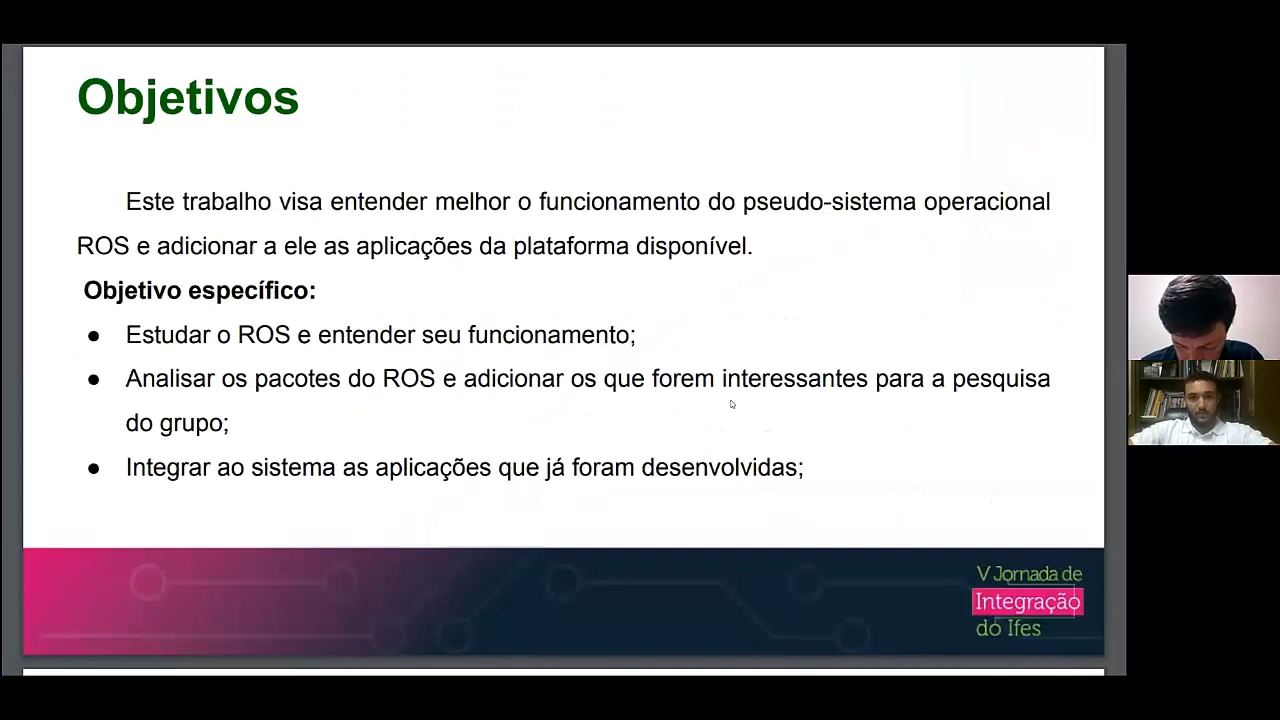 Objetivos
Este trabalho visa entender melhor o funcionamento do pseudo-sistema operacional
ROS e adicionar a ele as aplicações da plataforma disponível.
Objetivo específico:
● Estudar o ROS e entender seu funcionamento;
● Analisar os pacotes do ROS e adicionar os que forem interessantes para a pesquisa
do grupo;
● Integrar ao sistema as aplicações que já foram desenvolvidas;
V Jornada de
Integração
do Ifes